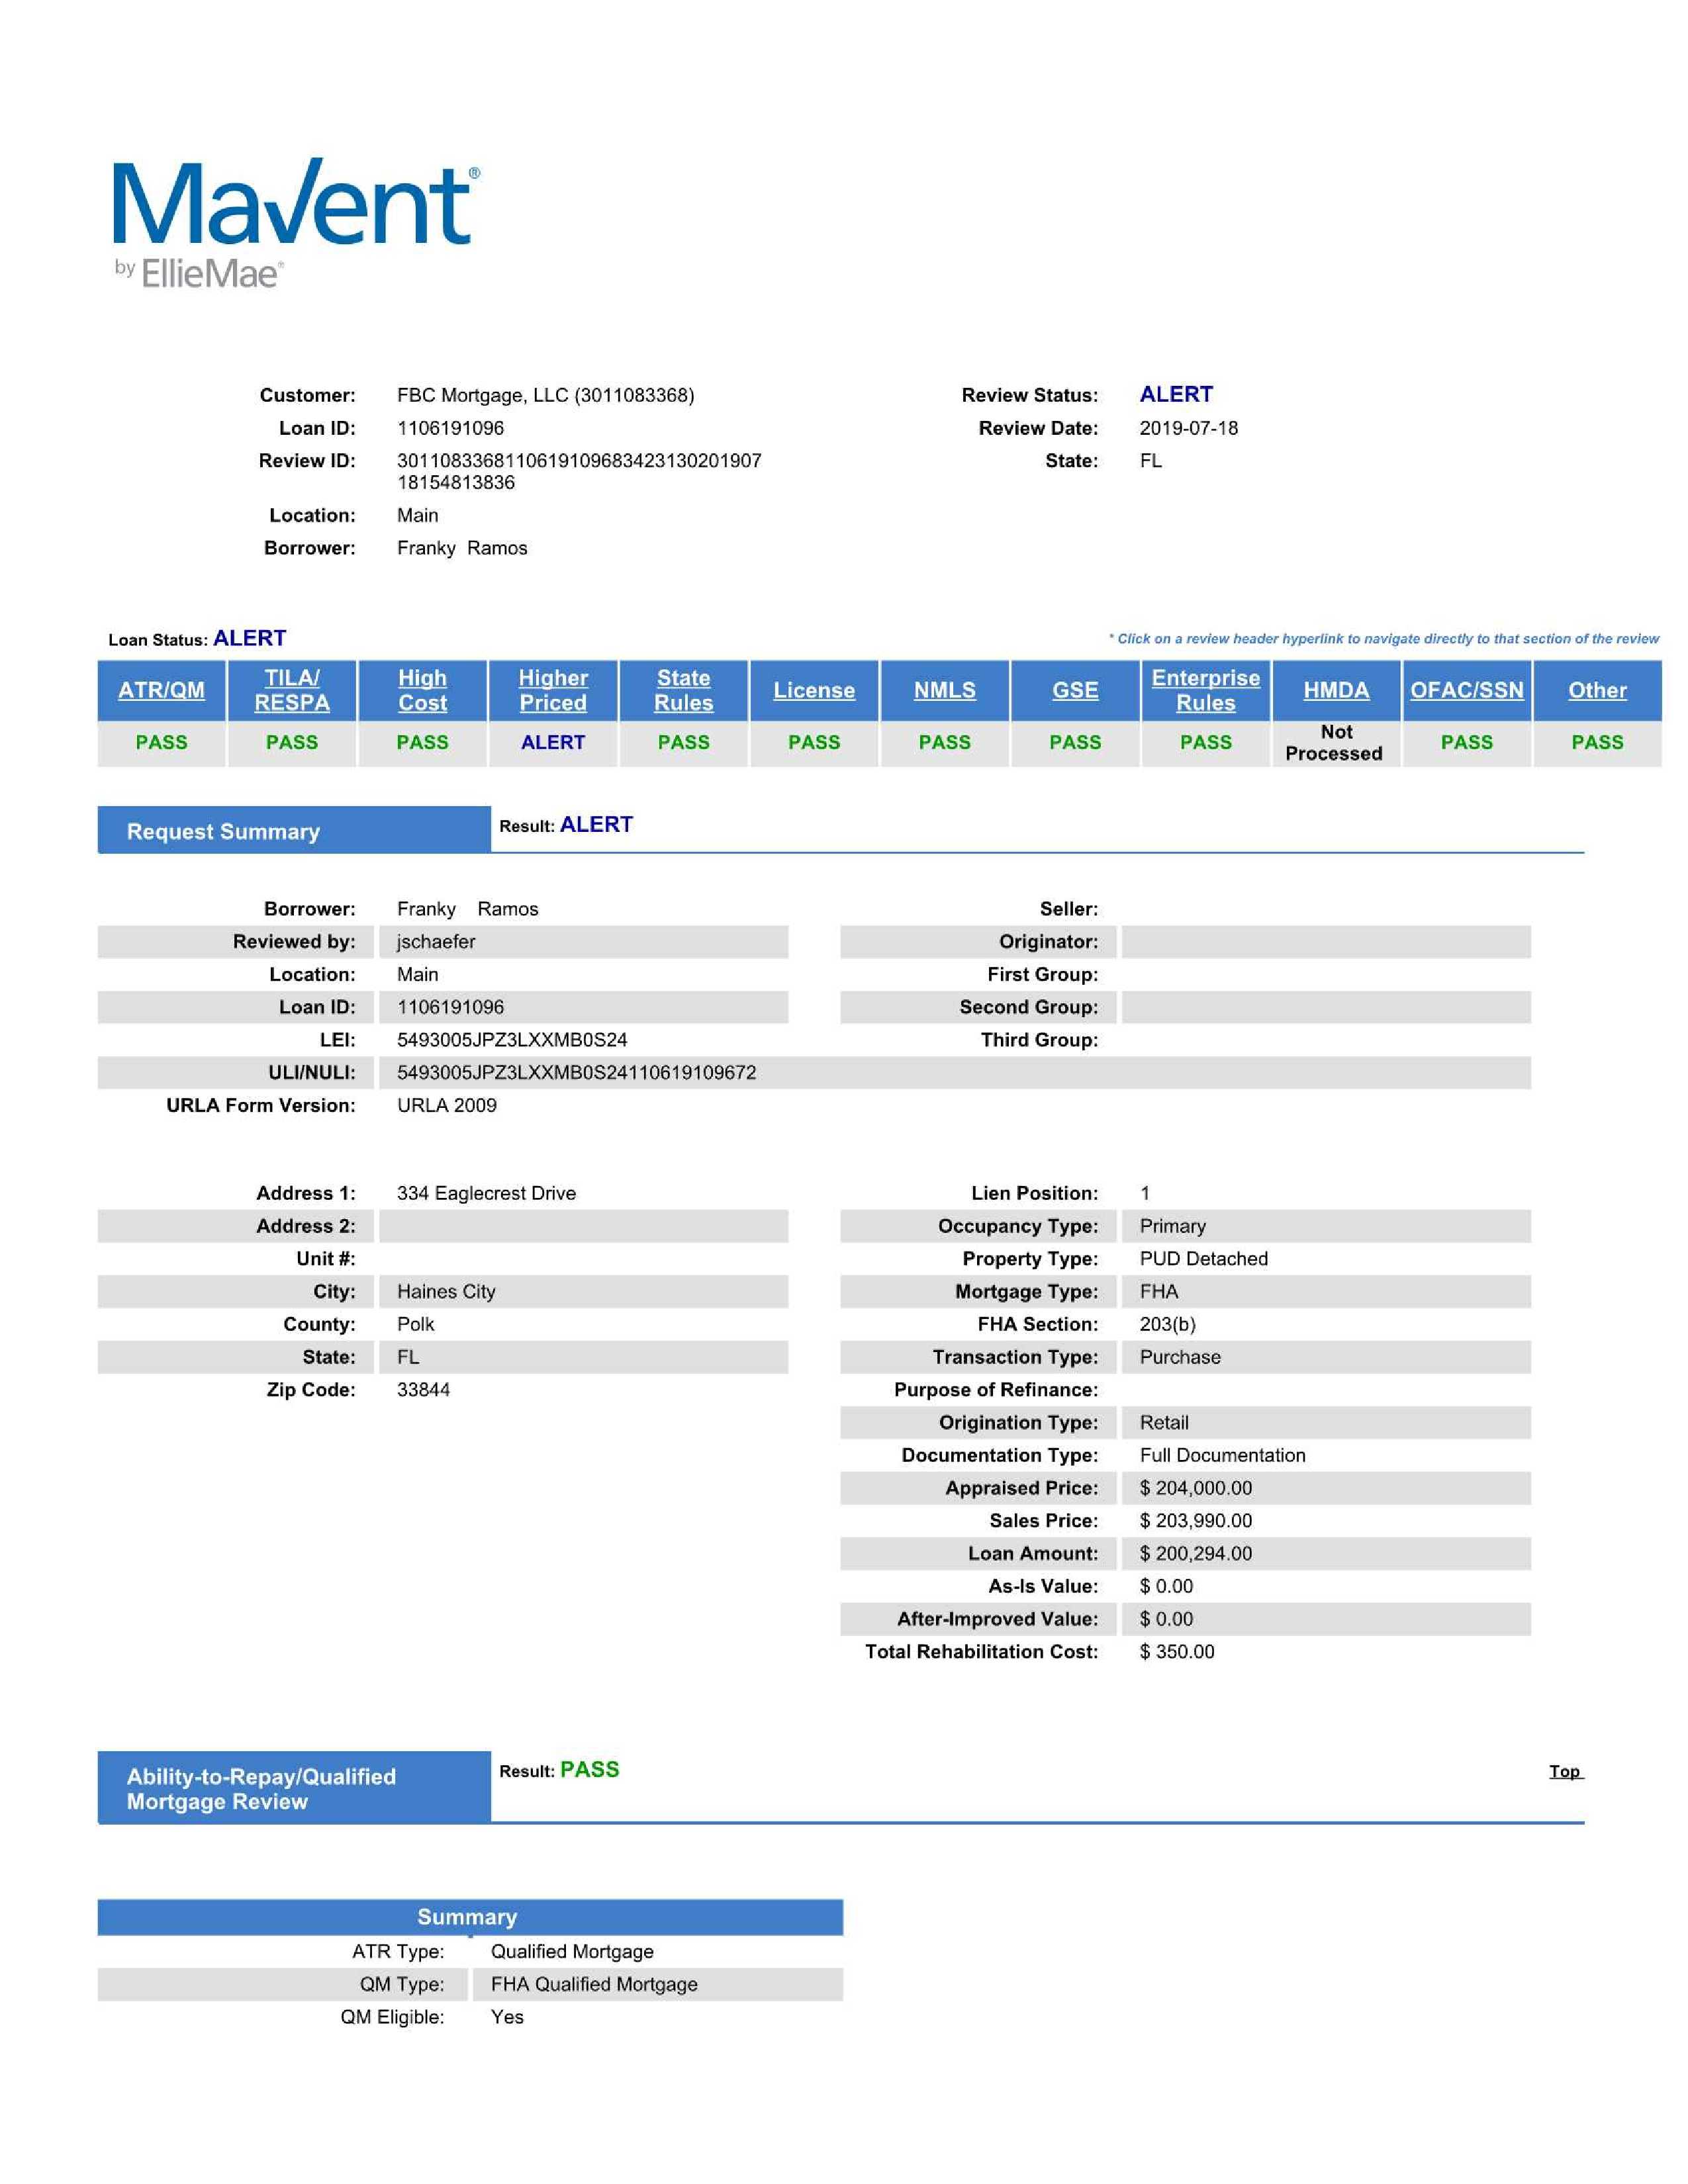 Mavent®
by EllieMae®
Customer: FBC Mortgage, LLC (3011083368)
Review Status: ALERT
Loan ID: 1106191096
Review Date: 2019-07-18
Review ID: 301108336811061910968342313020190718154813836
State: FL
Location: Main
Borrower: Franky Ramos
Loan Status: ALERT
* Click on a review header hyperlink to navigate directly to that section of the review
ATR/QM TILA/RESPA High Cost Higher Priced State Rules License NMLS GSE Enterprise Rules HMDA OFAC/SSN Other
PASS PASS PASS ALERT PASS PASS PASS PASS PASS Not Processed PASS PASS
Request Summary
Result: ALERT
Borrower: Franky Ramos
Seller:
Reviewed by: jschaefer
Originator:
Location: Main
First Group:
Loan ID: 1106191096
Second Group:
LEI: 5493005JPZ3LXXMB0S24
Third Group:
ULI/NULI: 5493005JPZ3LXXMB0S24110619109672
URLA Form Version: URLA 2009
Address 1: 334 Eaglecrest Drive
Address 2:
Unit #:
City: Haines City
County: Polk
State: FL
Zip Code: 33844
Lien Position: 1
Occupancy Type: Primary
Property Type: PUD Detached
Mortgage Type: FHA
FHA Section: 203(b)
Transaction Type: Purchase
Purpose of Refinance:
Origination Type: Retail
Documentation Type: Full Documentation
Appraised Price: $ 204,000.00
Sales Price: $ 203,990.00
Loan Amount: $ 200,294.00
As-Is Value: $ 0.00
After-Improved Value: $ 0.00
Total Rehabilitation Cost: $ 350.00
Ability-to-Repay/Qualified
Mortgage Review
Result: PASS
Top
Summary
ATR Type: Qualified Mortgage
QM Type: FHA Qualified Mortgage
QM Eligible: Yes